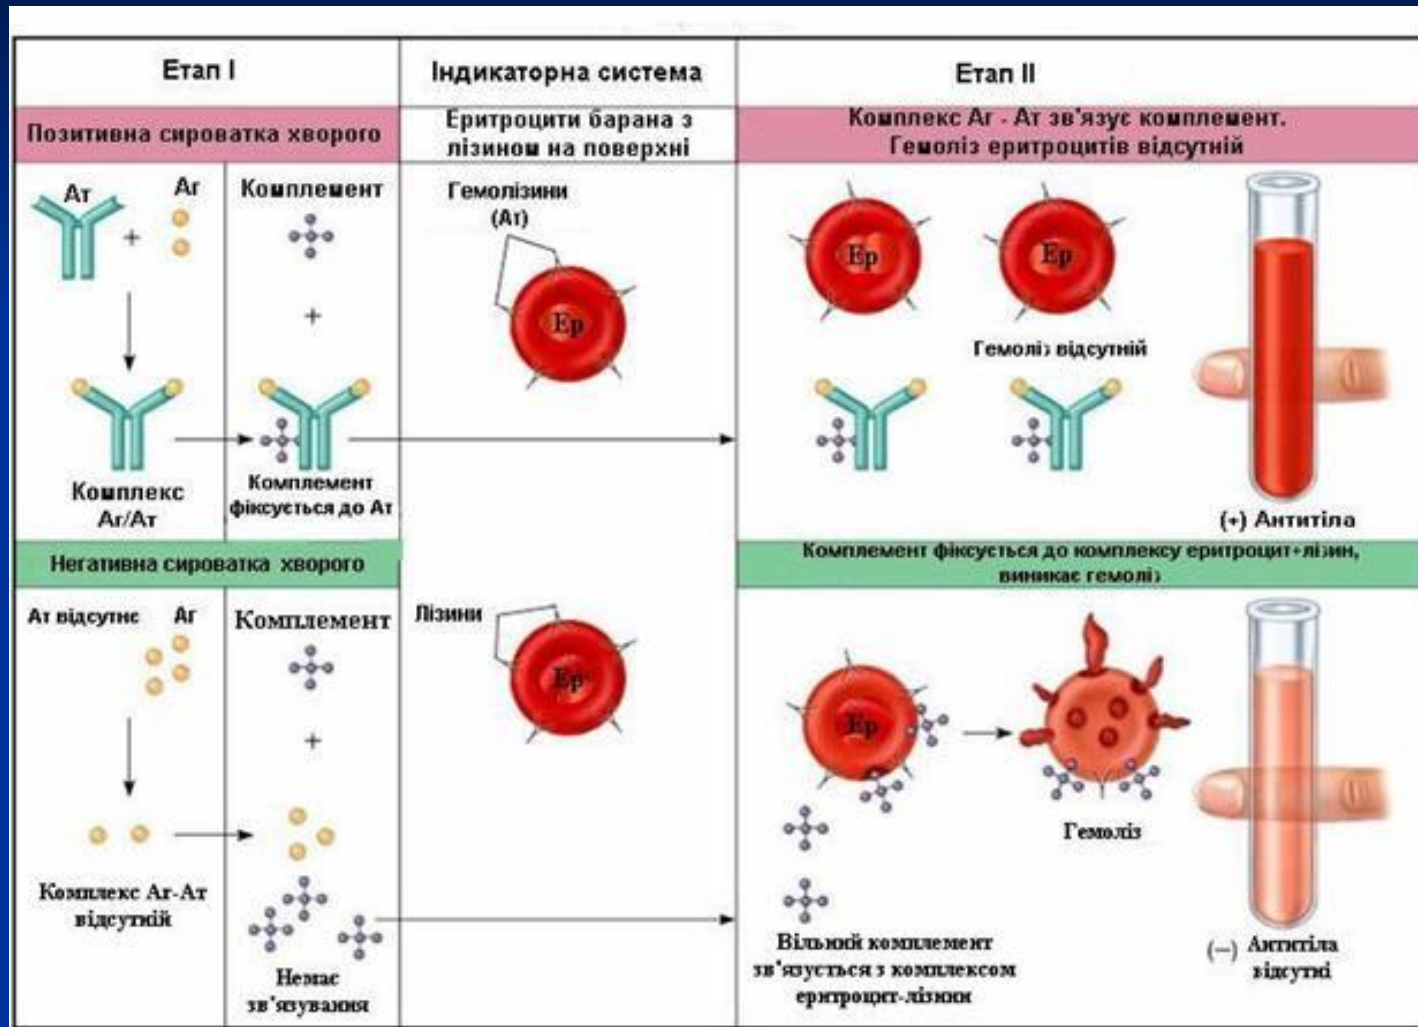 Етап I
Індикаторна система
Етап II
Позитивна сироватка хворого
Еритроцити барана з
лізином на поверхні
Комплекс Аг - Ат зв'язує комплемент.
Гемоліз еритроцитів відсутній
Ат
+
Аг
Комплемент
+
Гемолізини
(Ат)
Ер
Ер
Ер
Гемоліз відсутній
Комплекс
Аг/Ат
Комплемент
фіксується до Ат
(+) Антитіла
Негативна сироватка хворого
Комплемент фіксується до комплексу еритроцит+лізин,
виникає гемоліз
Ат відсутнє
Аг
Комплемент
+
Лізини
Ер
Ер
Гемоліз
Комплекс Аг-Ат
відсутній
Немає
зв'язування
Вільний комплемент
зв'язується з комплексом
еритроцит-лізини
(—) Антитіла
відсутні